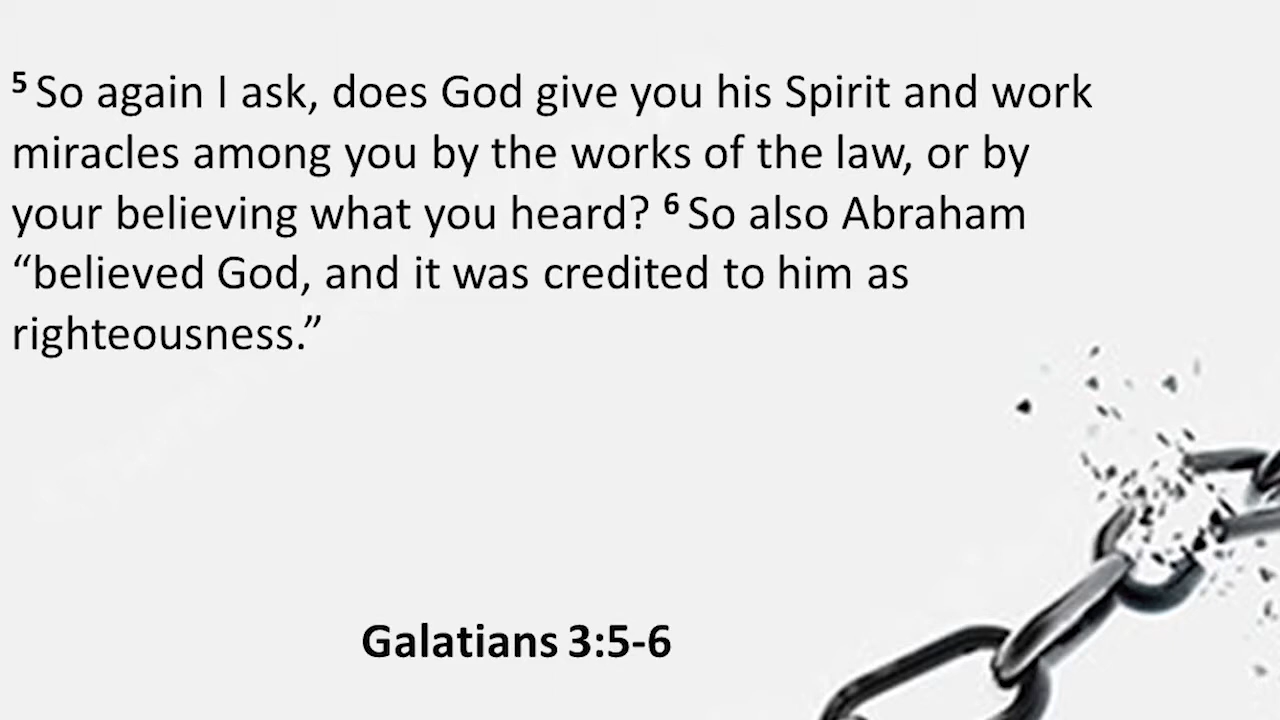 ⁵ So again I ask, does God give you his Spirit and work
miracles among you by the works of the law, or by
your believing what you heard? ⁶ So also Abraham
“believed God, and it was credited to him as
righteousness.”
Galatians 3:5-6